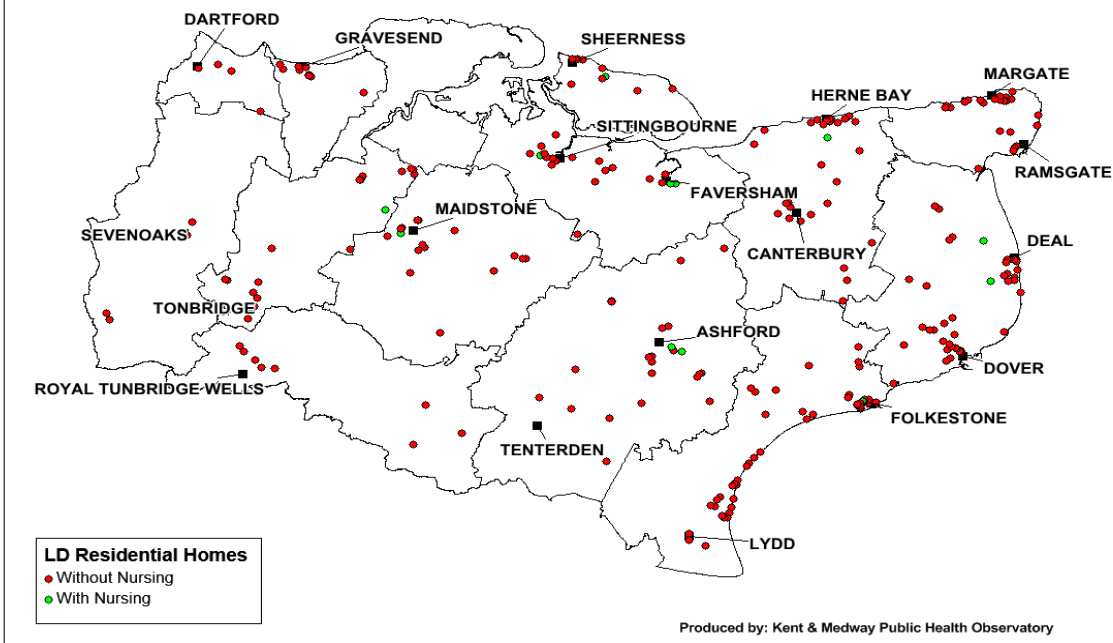 DARTFORD
GRAVESEND
SHEERNESS
MARGATE
HERNE BAY
SITTINGBOURNE
RAMSGATE
FAVERSHAM
MAIDSTONE
SEVENOAKS
DEAL
CANTERBURY
TONBRIDGE
ASHFORD
DOVER
ROYAL TUNBRIDGE WELLS
FOLKESTONE
TENTERDEN
LYDD
LD Residential Homes
Without Nursing
With Nursing
Produced by: Kent & Medway Public Health Observatory